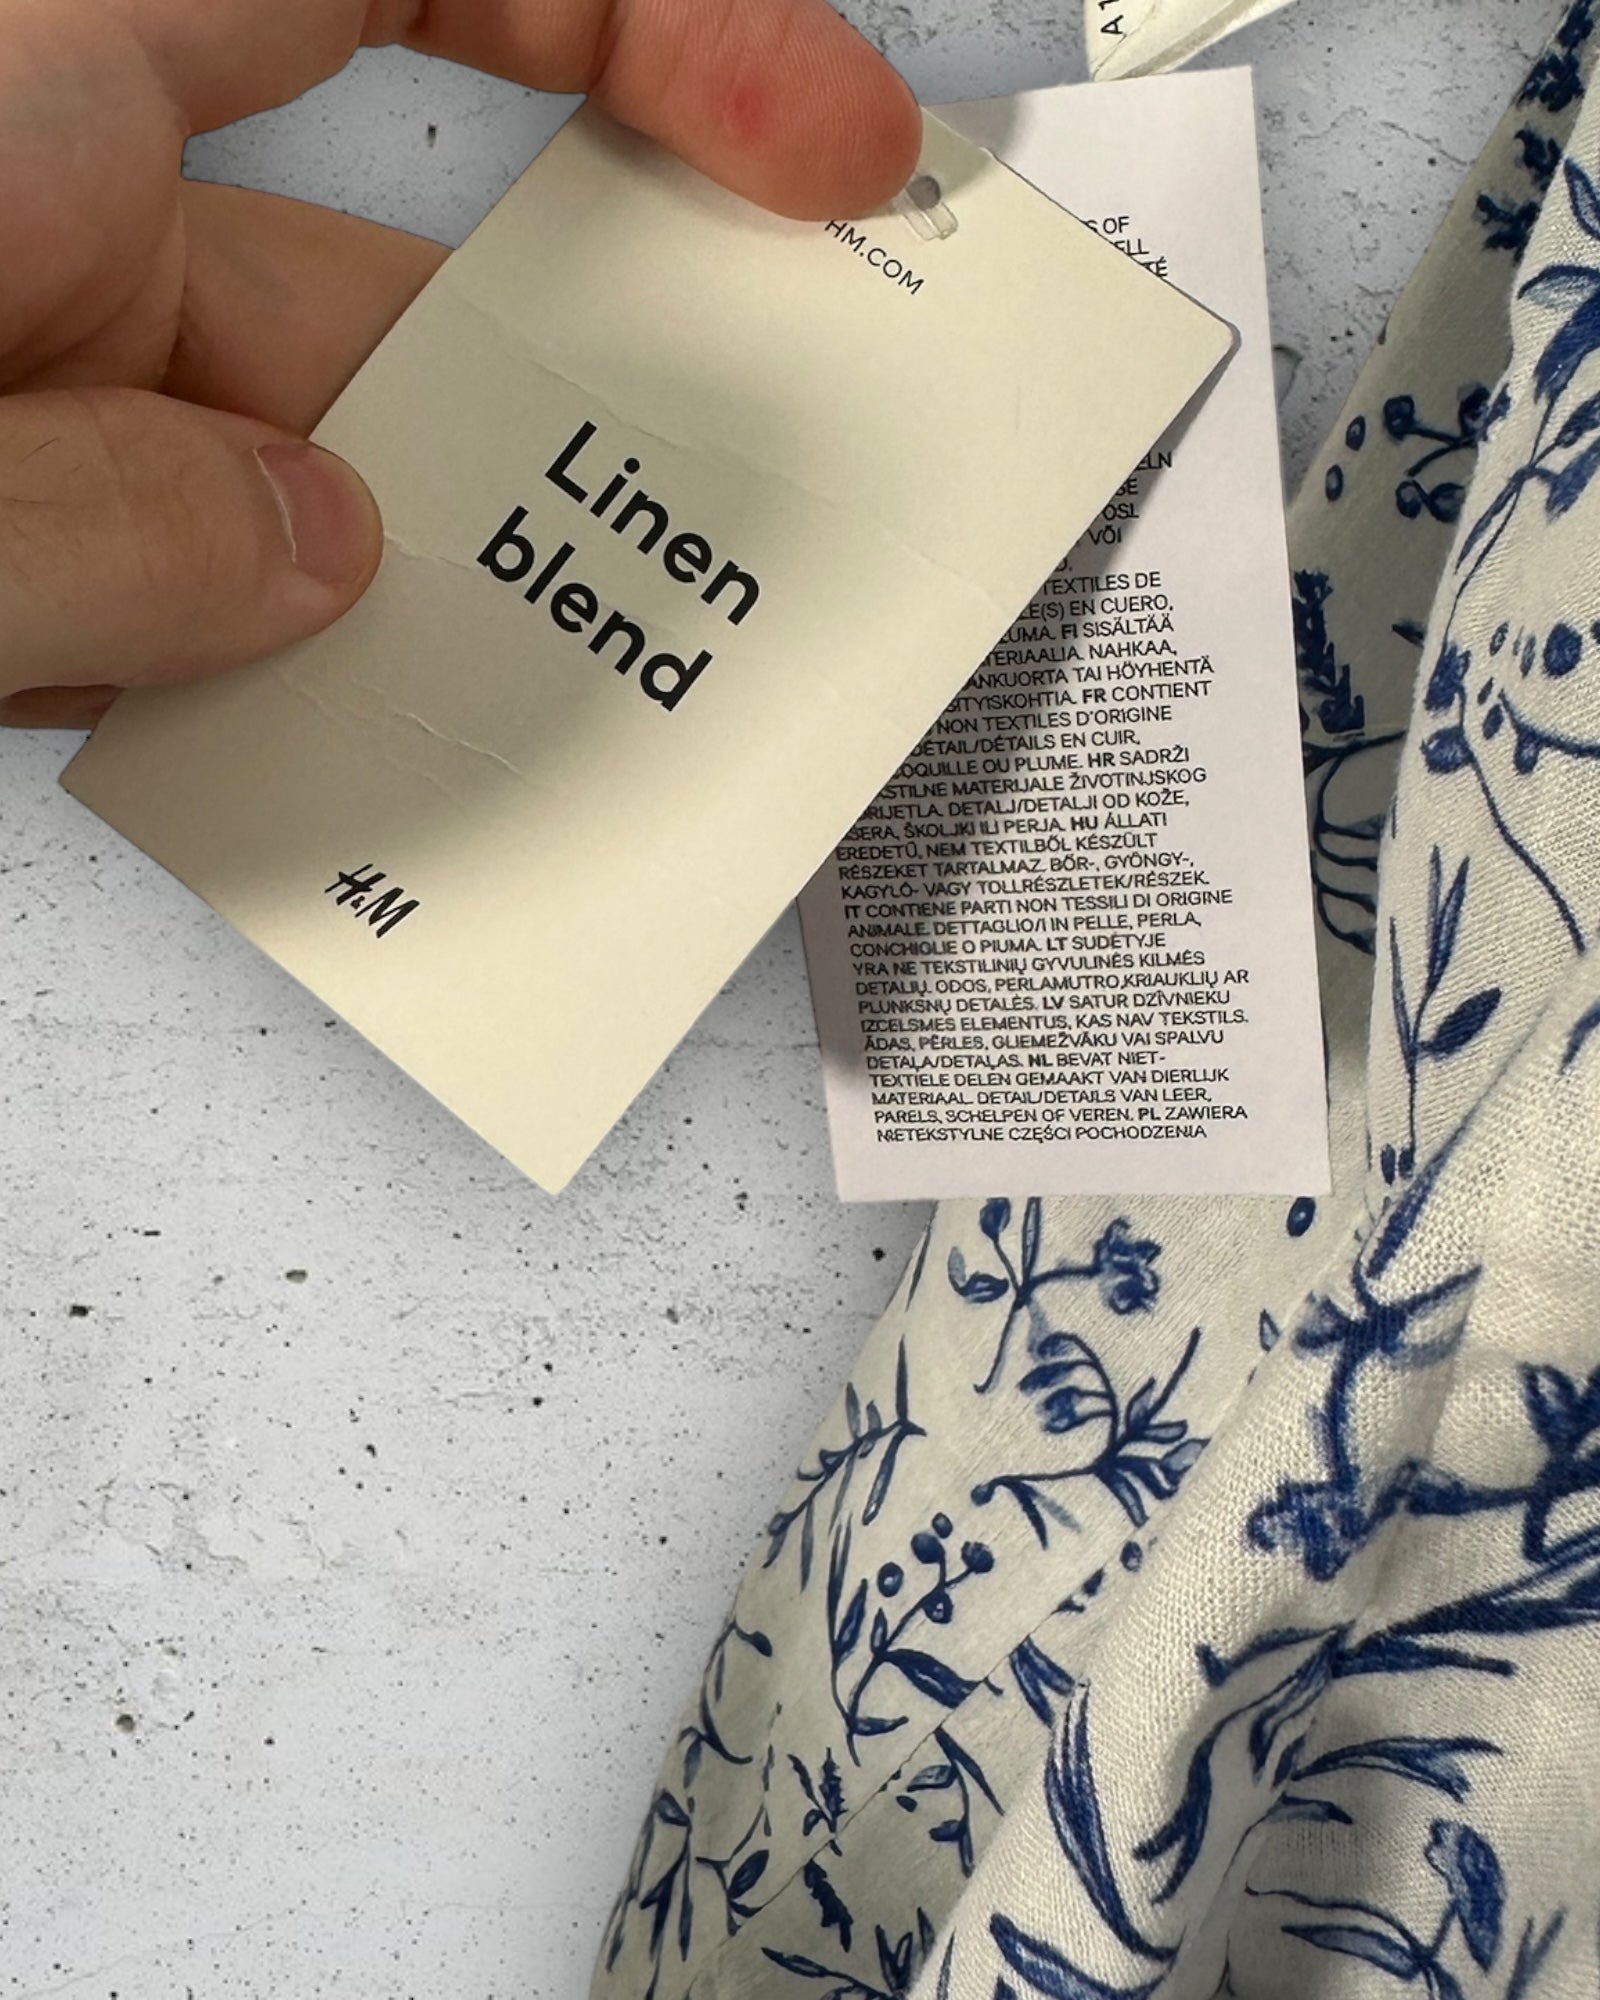 HM.COM
Linen
blend
H&M
OF
TEXTILES DE
EN CUERO,
FI SISÄLTÄÄ
NAHKAA,
TAI HÖYHENTÄ
FR CONTIENT
NON TEXTILES D'ORIGINE
DÉTAIL/DÉTAILS EN CUIR,
OU PLUME. HR SADRŽI
MATERIJALE ŽIVOTINJSKOG
DETALJ/DETALJI OD KOŽE,
ŠKOLJKI ILI PERJA. HU ÁLLATI
EREDETŰ, NEM TEXTILBŐL KÉSZÜLT
RÉSZEKET TARTALMAZ. BŐR-, GYÖNGY-,
KAGYLÓ- VAGY TOLLRÉSZLETEK/RÉSZEK.
IT CONTIENE PARTI NON TESSILI DI ORIGINE
ANIMALE. DETTAGLIO/I IN PELLE, PERLA,
CONCHIGLIE O PIUMA. LT SUDĖTYJE
YRA NE TEKSTILINIŲ GYVULINĖS KILMĖS
DETALIŲ. ODOS, PERLAMUTRO,KRIAUKLIŲ AR
PLUNKSNŲ DETALĖS. LV SATUR DZĪVNIEKU
IZCELSMES ELEMENTUS, KAS NAV TEKSTILS.
ĀDAS, PĒRLES, GLIEMEŽVĀKU VAI SPALVU
DETAĻA/DETAĻAS. NL BEVAT NIET-
TEXTIELE DELEN GEMAAKT VAN DIERLIJK
MATERIAAL. DETAIL/DETAILS VAN LEER,
PARELS, SCHELPEN OF VEREN. PL ZAWIERA
NIETEKSTYLNE CZĘŚCI POCHODZENIA